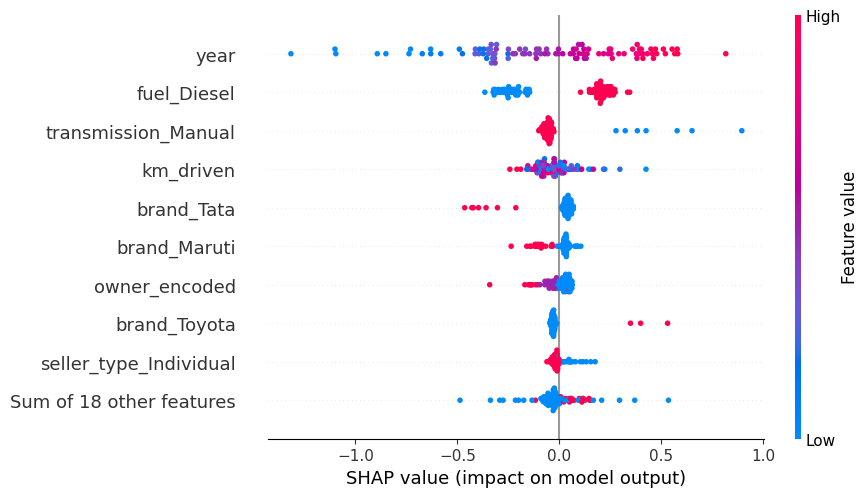 High
year
fuel_Diesel
transmission_Manual
km_driven
brand_Tata
brand_Maruti
owner_encoded
brand_Toyota
seller_type_Individual
Sum of 18 other features
Feature value
Low
−1.0 −0.5 0.0 0.5 1.0
SHAP value (impact on model output)